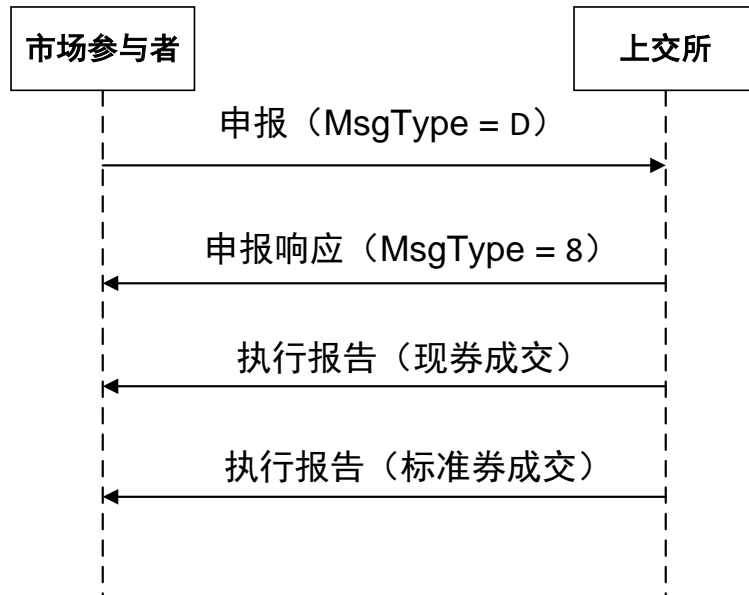 市场参与者
上交所
申报（MsgType = D）
申报响应（MsgType = 8）
执行报告（现券成交）
执行报告（标准券成交）